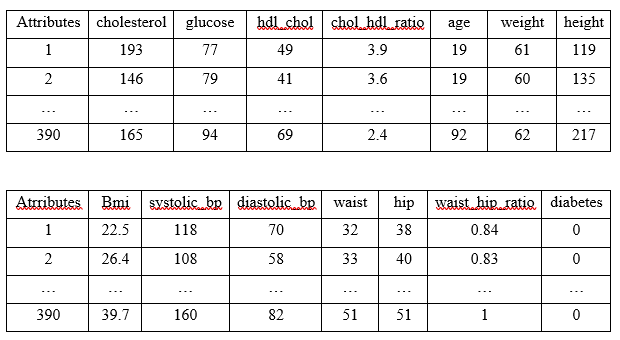 Attributes cholesterol glucose hdl_chol chol_hdl_ratio age weight height
1 193 77 49 3.9 19 61 119
2 146 79 41 3.6 19 60 135
... ... ... ... ... ... ... ...
390 165 94 69 2.4 92 62 217
Atrributes Bmi systolic_bp diastolic_bp waist hip waist_hip_ratio diabetes
1 22.5 118 70 32 38 0.84 0
2 26.4 108 58 33 40 0.83 0
... ... ... ... ... ... ... ...
390 39.7 160 82 51 51 1 0